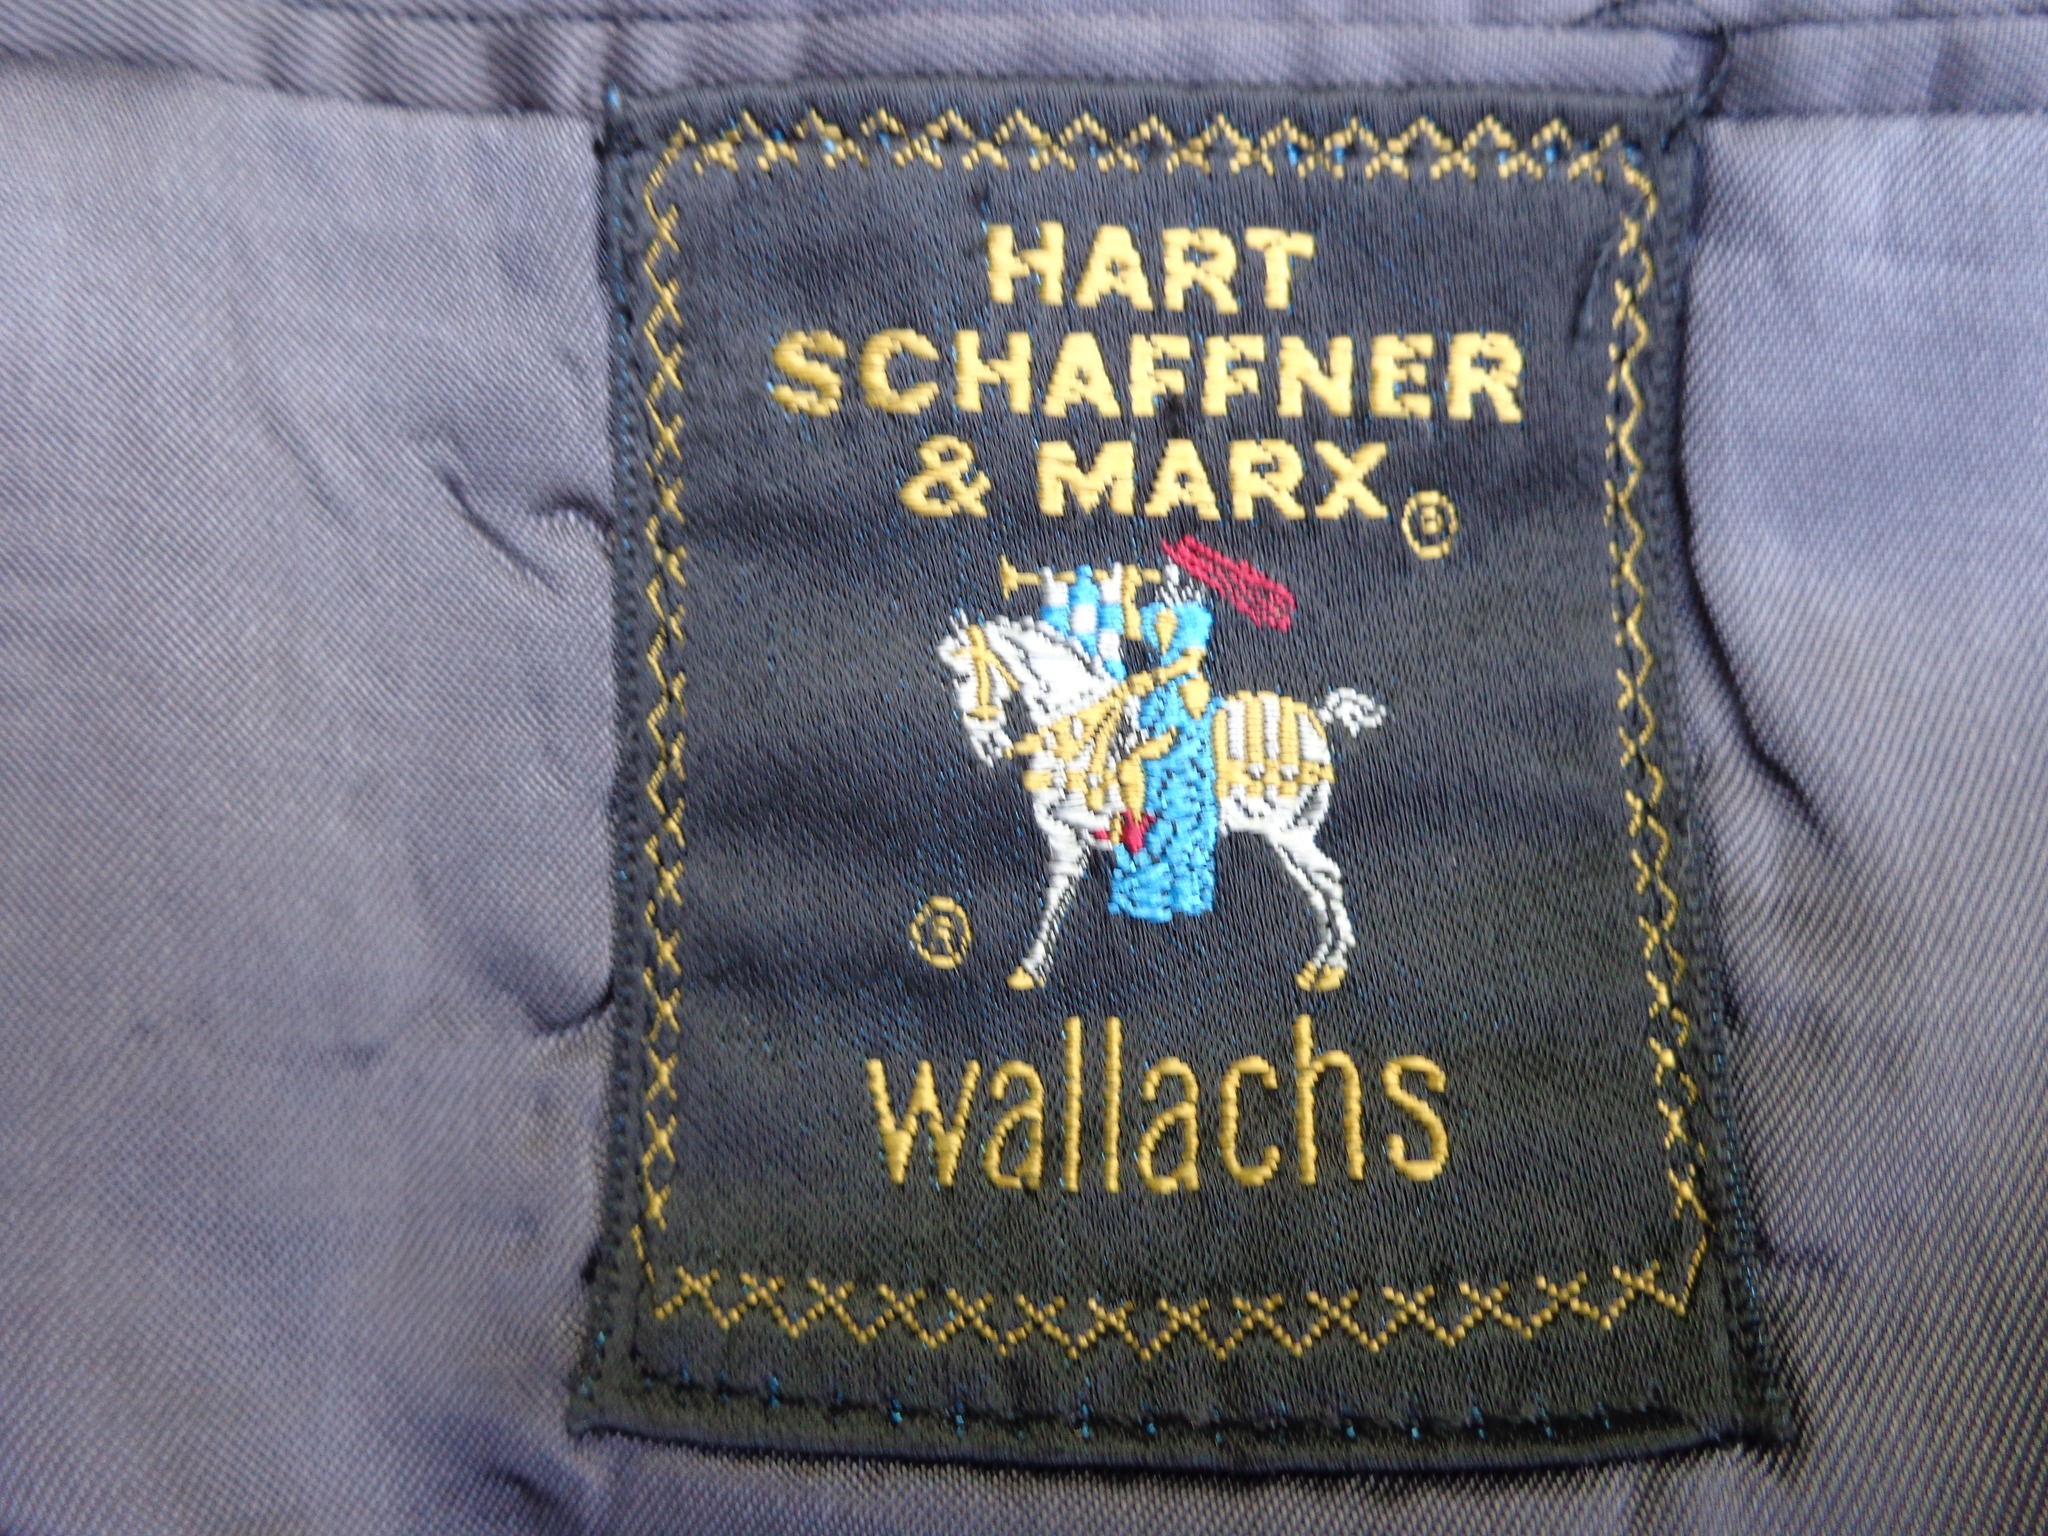 HART
SCHAFFNER
& MARX®
®
wallachs